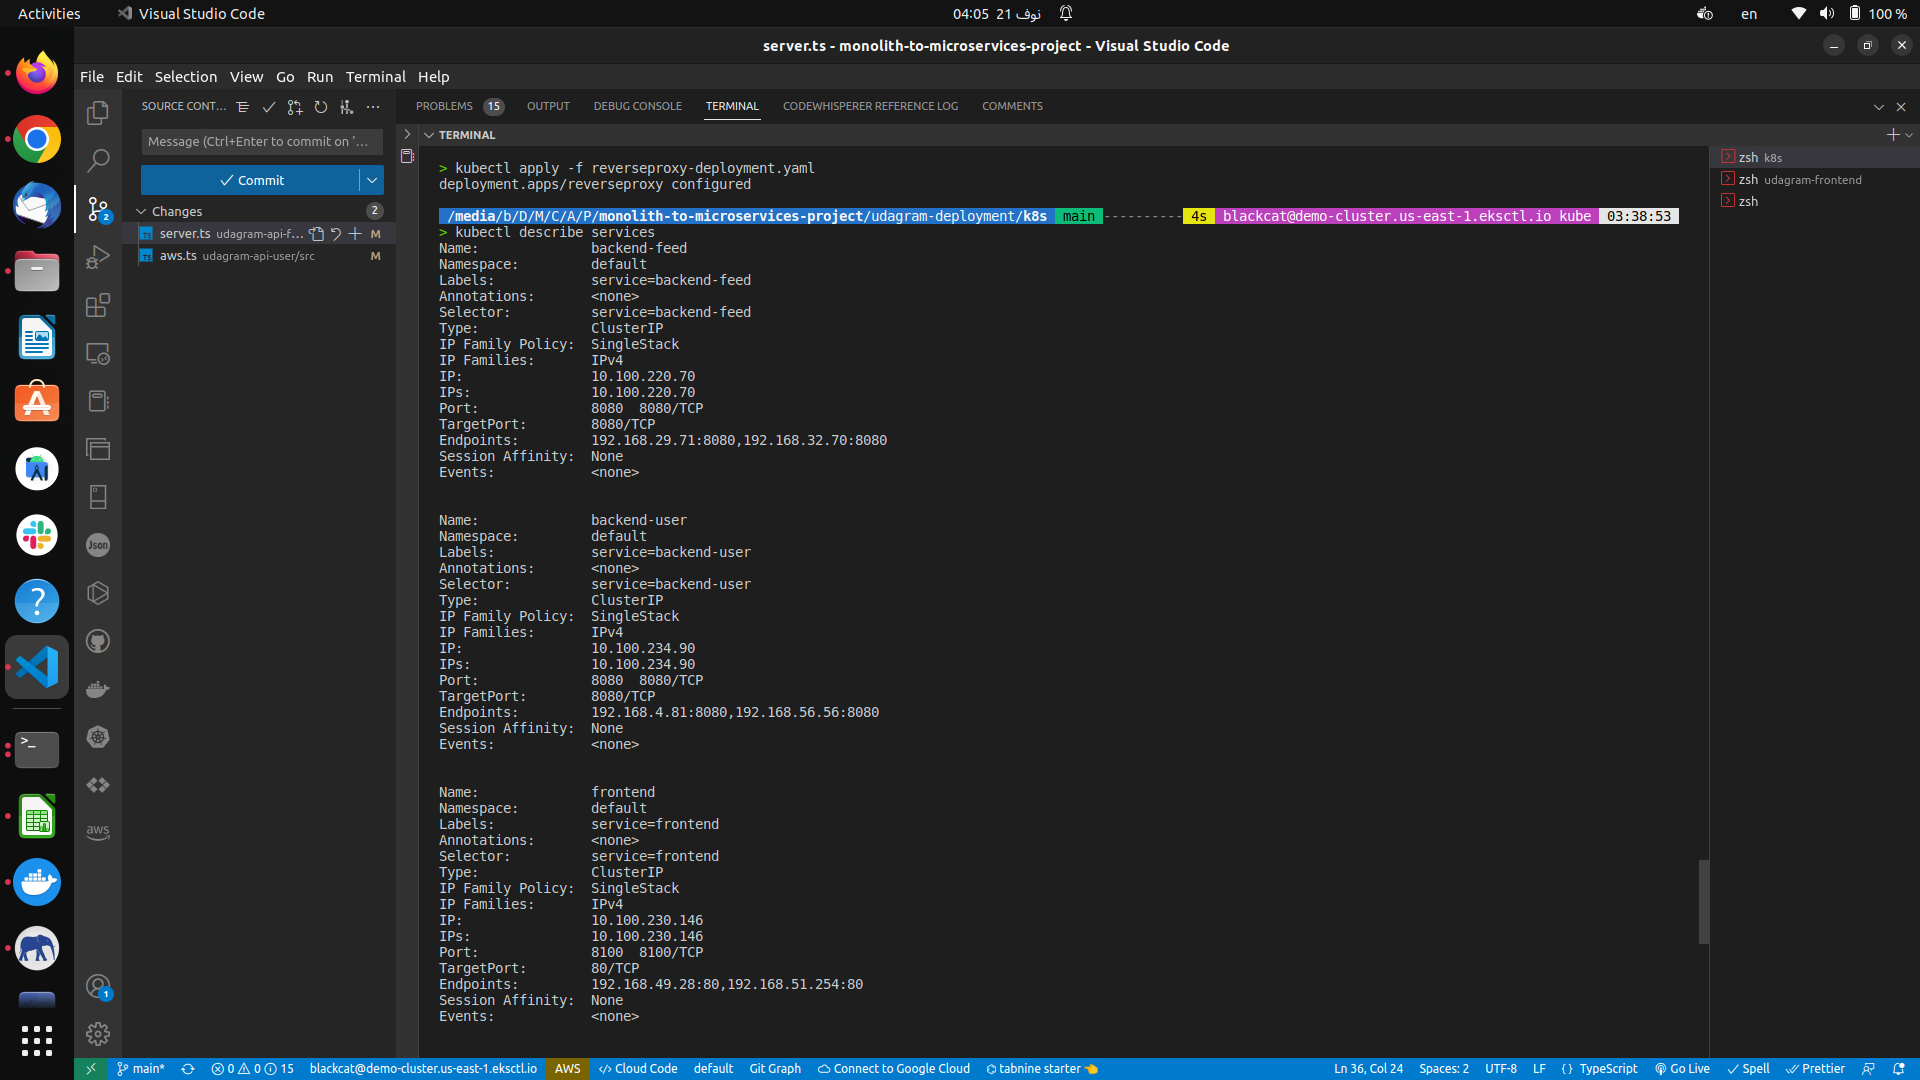 Activities
Visual Studio Code
04:05 21 نوف
en
100 %
server.ts - monolith-to-microservices-project - Visual Studio Code
File Edit Selection View Go Run Terminal Help
SOURCE CONT...
PROBLEMS 15 OUTPUT DEBUG CONSOLE TERMINAL CODEWHISPERER REFERENCE LOG COMMENTS
Message (Ctrl+Enter to commit on '...
Commit
Changes 2
server.ts udagram-api-f... M
aws.ts udagram-api-user/src M
2
Json
aws
1
TERMINAL
> kubectl apply -f reverseproxy-deployment.yaml
deployment.apps/reverseproxy configured
/media/b/D/M/C/A/P/monolith-to-microservices-project/udagram-deployment/k8s main ---------- 4s blackcat@demo-cluster.us-east-1.eksctl.io kube 03:38:53
> kubectl describe services
Name: backend-feed
Namespace: default
Labels: service=backend-feed
Annotations: <none>
Selector: service=backend-feed
Type: ClusterIP
IP Family Policy: SingleStack
IP Families: IPv4
IP: 10.100.220.70
IPs: 10.100.220.70
Port: 8080 8080/TCP
TargetPort: 8080/TCP
Endpoints: 192.168.29.71:8080,192.168.32.70:8080
Session Affinity: None
Events: <none>
Name: backend-user
Namespace: default
Labels: service=backend-user
Annotations: <none>
Selector: service=backend-user
Type: ClusterIP
IP Family Policy: SingleStack
IP Families: IPv4
IP: 10.100.234.90
IPs: 10.100.234.90
Port: 8080 8080/TCP
TargetPort: 8080/TCP
Endpoints: 192.168.4.81:8080,192.168.56.56:8080
Session Affinity: None
Events: <none>
Name: frontend
Namespace: default
Labels: service=frontend
Annotations: <none>
Selector: service=frontend
Type: ClusterIP
IP Family Policy: SingleStack
IP Families: IPv4
IP: 10.100.230.146
IPs: 10.100.230.146
Port: 8100 8100/TCP
TargetPort: 80/TCP
Endpoints: 192.168.49.28:80,192.168.51.254:80
Session Affinity: None
Events: <none>
zsh k8s
zsh udagram-frontend
zsh
main* 0 0 15 blackcat@demo-cluster.us-east-1.eksctl.io AWS Cloud Code default Git Graph Connect to Google Cloud tabnine starter Ln 36, Col 24 Spaces: 2 UTF-8 LF {} TypeScript Go Live Spell Prettier